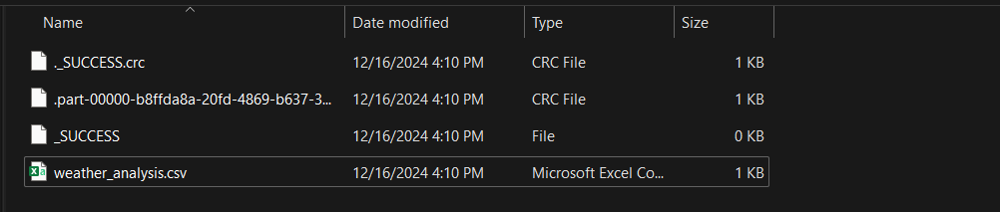 Name Date modified Type Size
._SUCCESS.crc 12/16/2024 4:10 PM CRC File 1 KB
.part-00000-b8ffda8a-20fd-4869-b637-3... 12/16/2024 4:10 PM CRC File 1 KB
_SUCCESS 12/16/2024 4:10 PM File 0 KB
weather_analysis.csv 12/16/2024 4:10 PM Microsoft Excel Co... 1 KB